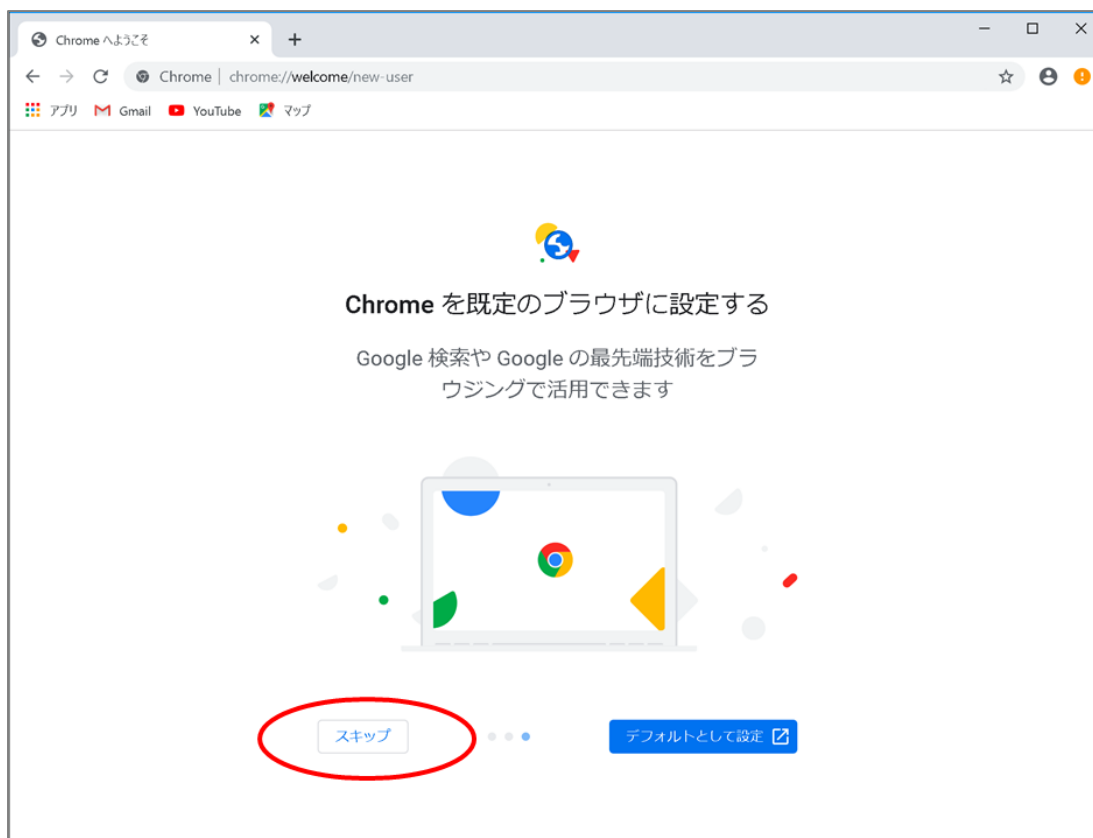 Chrome へようこそ
Chrome | chrome://welcome/new-user
アプリ Gmail YouTube マップ
Chrome を既定のブラウザに設定する
Google 検索や Google の最先端技術をブラ
ウジングで活用できます
スキップ
デフォルトとして設定